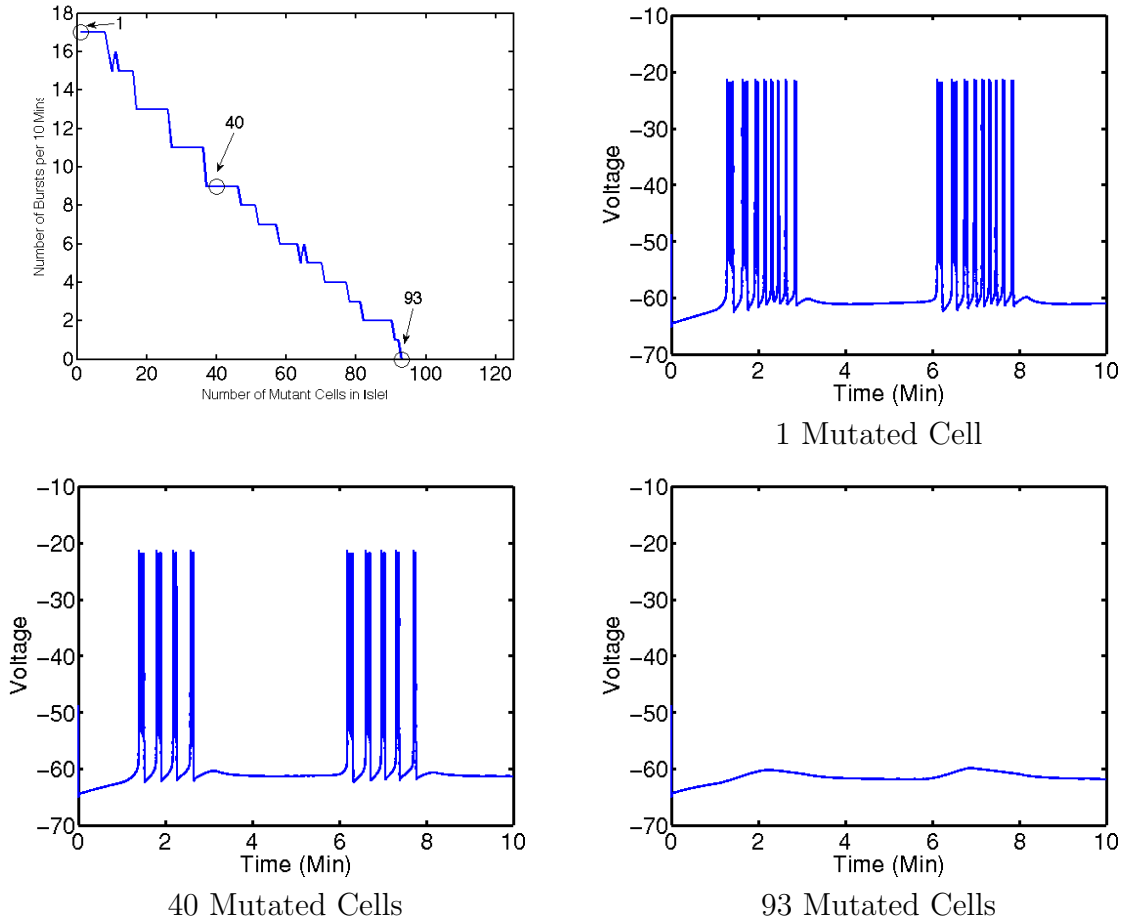 18
16
14
12
10
8
6
4
2
0
Number of Bursts per 10 Mins
1
40
93
0 20 40 60 80 100 120
Number of Mutant Cells in Islet
−10
−20
−30
−40
−50
−60
−70
Voltage
0 2 4 6 8 10
Time (Min)
1 Mutated Cell
−10
−20
−30
−40
−50
−60
−70
Voltage
0 2 4 6 8 10
Time (Min)
40 Mutated Cells
−10
−20
−30
−40
−50
−60
−70
Voltage
0 2 4 6 8 10
Time (Min)
93 Mutated Cells